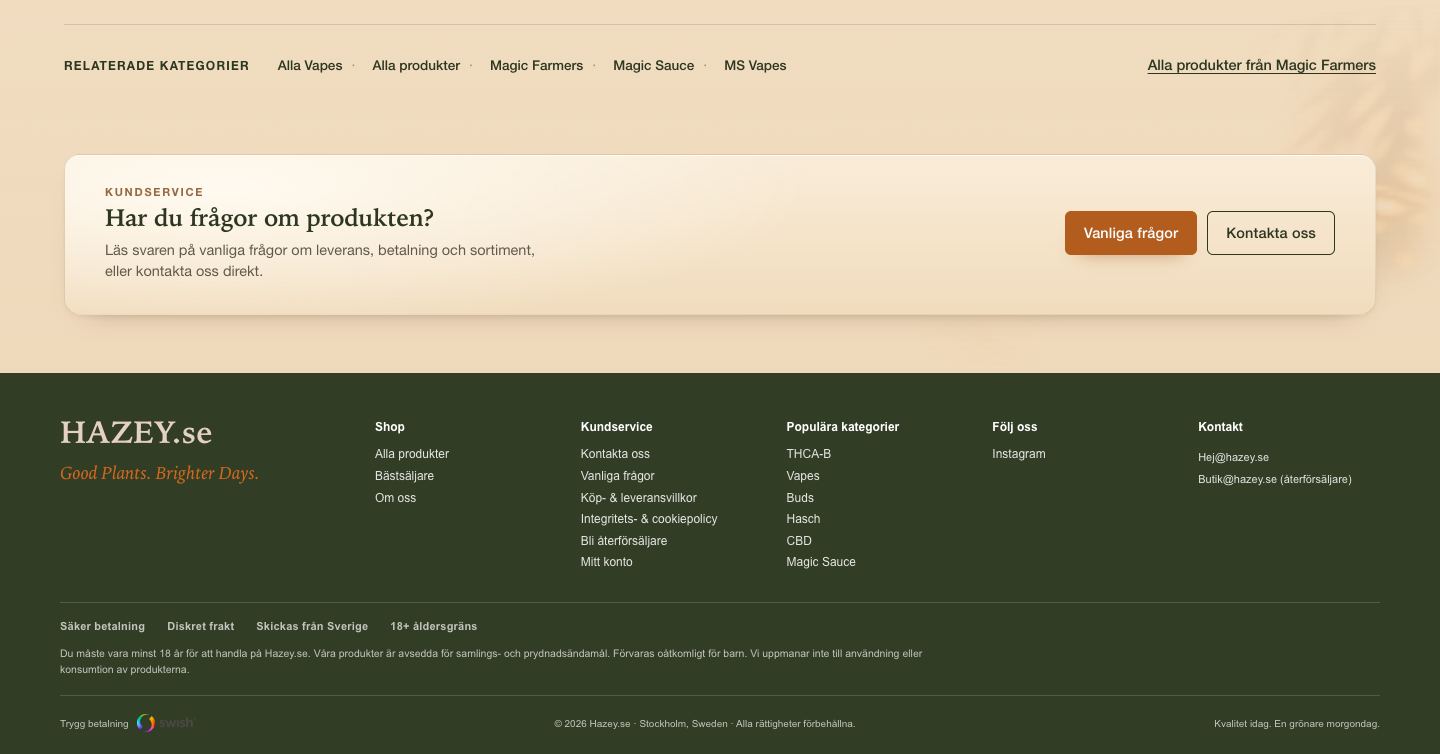 RELATERADE KATEGORIER Alla Vapes · Alla produkter · Magic Farmers · Magic Sauce · MS Vapes Alla produkter från Magic Farmers
KUNDSERVICE
Har du frågor om produkten?
Läs svaren på vanliga frågor om leverans, betalning och sortiment,
eller kontakta oss direkt.
Vanliga frågor Kontakta oss
HAZEY.se
Good Plants. Brighter Days.
Shop
Alla produkter
Bästsäljare
Om oss
Kundservice
Kontakta oss
Vanliga frågor
Köp- & leveransvillkor
Integritets- & cookiepolicy
Bli återförsäljare
Mitt konto
Populära kategorier
THCA-B
Vapes
Buds
Hasch
CBD
Magic Sauce
Följ oss
Instagram
Kontakt
Hej@hazey.se
Butik@hazey.se (återförsäljare)
Säker betalning Diskret frakt Skickas från Sverige 18+ åldersgräns
Du måste vara minst 18 år för att handla på Hazey.se. Våra produkter är avsedda för samlings- och prydnadsändamål. Förvaras oåtkomligt för barn. Vi uppmanar inte till användning eller
konsumtion av produkterna.
Trygg betalning swish © 2026 Hazey.se · Stockholm, Sweden · Alla rättigheter förbehållna. Kvalitet idag. En grönare morgondag.